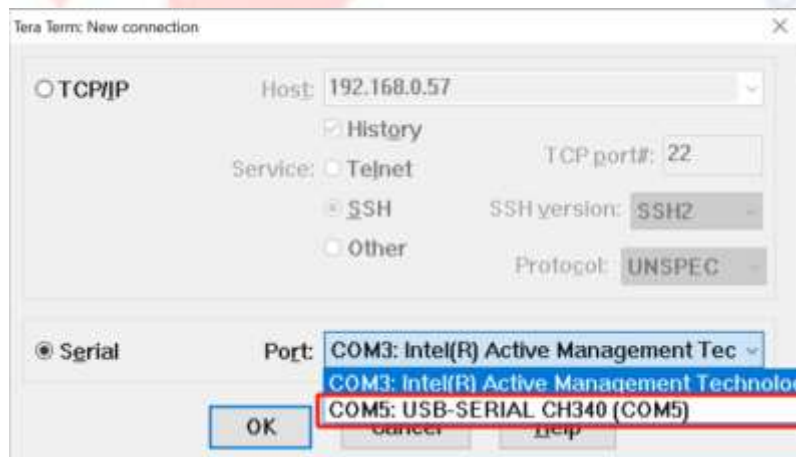 Tera Term: New connection
TCP/IP
Host: 192.168.0.57
History
Service: Telnet
TCP port#: 22
SSH
SSH version: SSH2
Other
Protocol: UNSPEC
Serial
Port: COM3: Intel(R) Active Management Tec
COM3: Intel(R) Active Management Technolo
COM5: USB-SERIAL CH340 (COM5)
OK
Cancel
Help